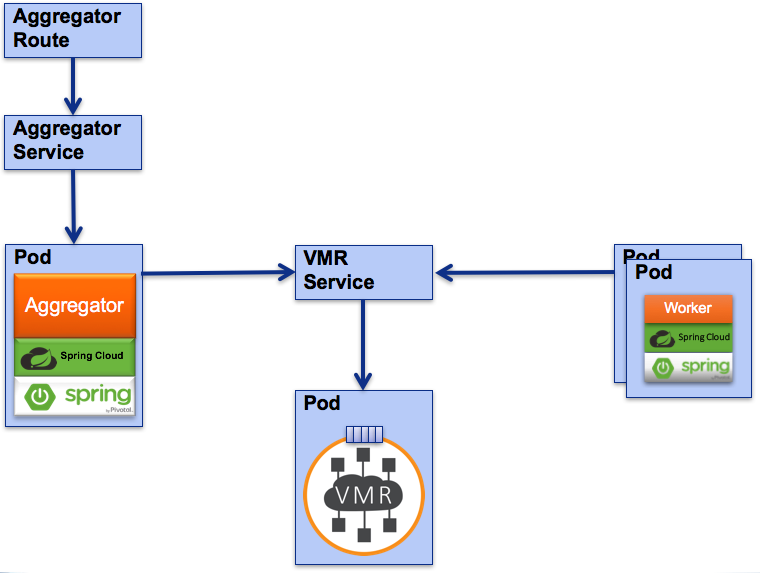 Aggregator
Route
Aggregator
Service
Pod
Aggregator
Spring Cloud
spring
by Pivotal.
VMR
Service
Pod
VMR
Pod
Pod
Worker
Spring Cloud
spring
by Pivotal.